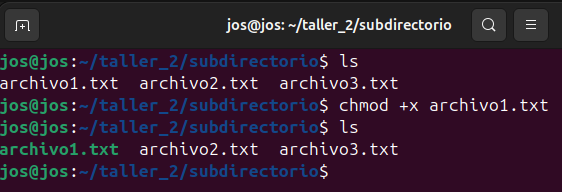 jos@jos: ~/taller_2/subdirectorio
jos@jos:~/taller_2/subdirectorio$ ls
archivo1.txt  archivo2.txt  archivo3.txt
jos@jos:~/taller_2/subdirectorio$ chmod +x archivo1.txt
jos@jos:~/taller_2/subdirectorio$ ls
archivo1.txt  archivo2.txt  archivo3.txt
jos@jos:~/taller_2/subdirectorio$